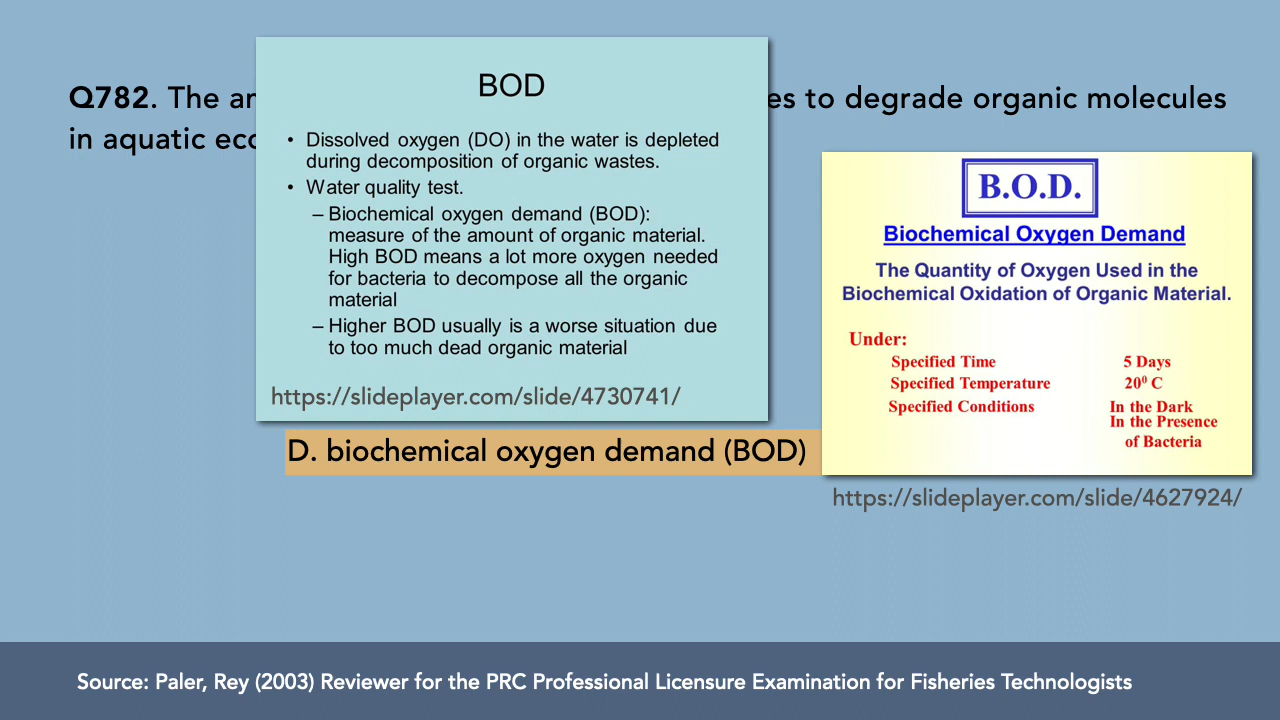 Q782. The
es to degrade organic molecules
in aquatic
BOD
• Dissolved oxygen (DO) in the water is depleted
during decomposition of organic wastes.
• Water quality test.
– Biochemical oxygen demand (BOD):
measure of the amount of organic material.
High BOD means a lot more oxygen needed
for bacteria to decompose all the organic
material
– Higher BOD usually is a worse situation due
to too much dead organic material
https://slideplayer.com/slide/4730741/
B.O.D.
Biochemical Oxygen Demand
The Quantity of Oxygen Used in the
Biochemical Oxidation of Organic Material.
Under:
Specified Time 5 Days
Specified Temperature 20⁰ C
Specified Conditions In the Dark
In the Presence
of Bacteria
https://slideplayer.com/slide/4627924/
D. biochemical oxygen demand (BOD)
Source: Paler, Rey (2003) Reviewer for the PRC Professional Licensure Examination for Fisheries Technologists